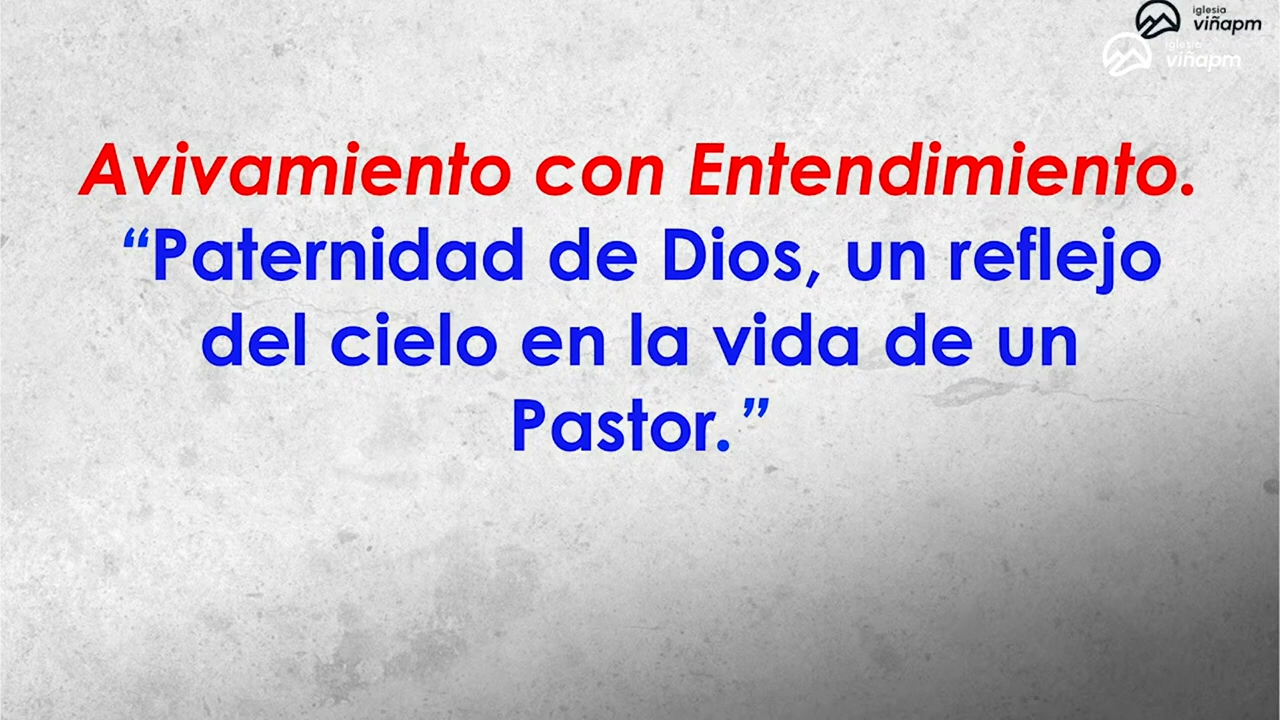 iglesia
viñapm
iglesia
viñapm
Avivamiento con Entendimiento.
“Paternidad de Dios, un reflejo
del cielo en la vida de un
Pastor.”